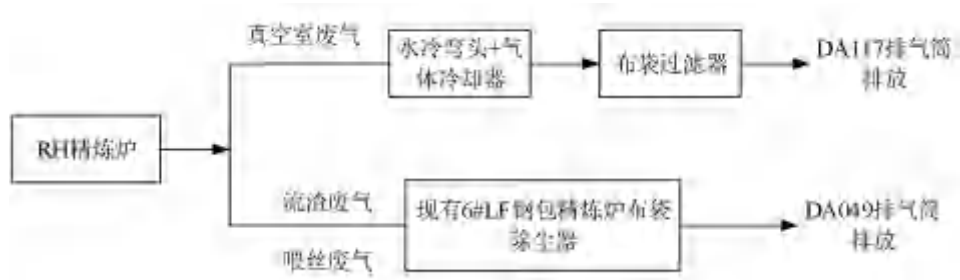 真空室废气
水冷弯头+气
体冷却器
布袋过滤器
DA117排气筒
排放
RH精炼炉
流渣废气
喂丝废气
现有6#LF钢包精炼炉布袋
除尘器
DA049排气筒
排放